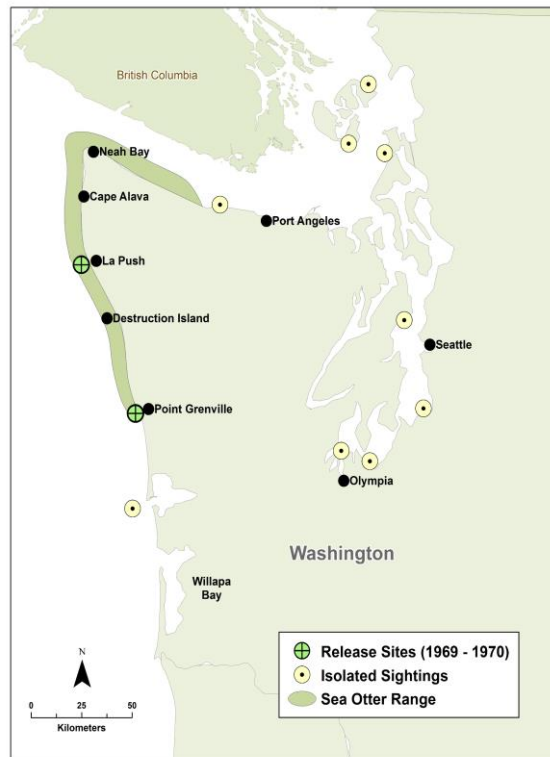 British Columbia
Neah Bay
Cape Alava
Port Angeles
La Push
Destruction Island
Seattle
Point Grenville
Olympia
Washington
Willapa
Bay
N
0 25 50
Kilometers
Release Sites (1969 - 1970)
Isolated Sightings
Sea Otter Range